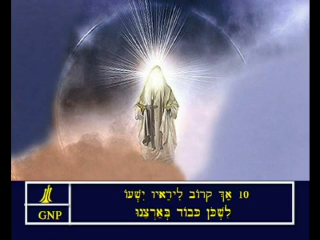 10 אַךְ קָרוֹב לִירֵאָיו יִשְׁעוֹ
לִשְׁכֹּן כָּבוֹד בְּאַרְצֵנוּ
GNP